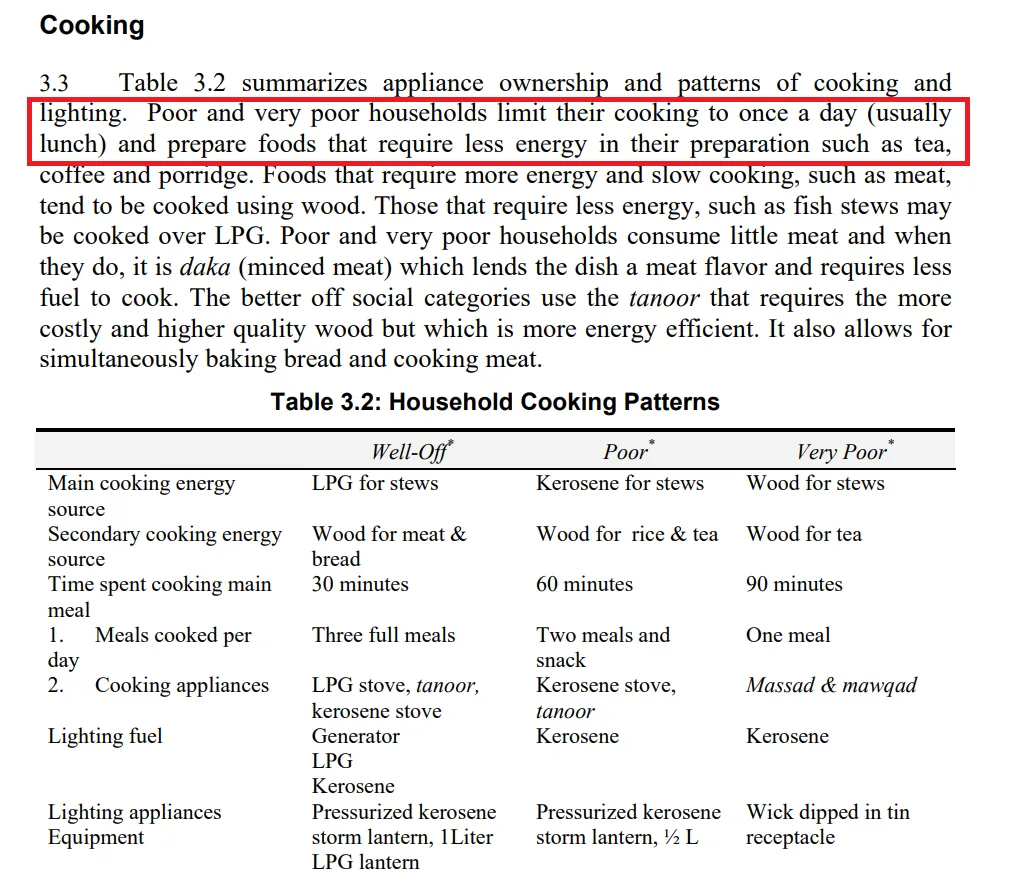 Cooking
3.3 Table 3.2 summarizes appliance ownership and patterns of cooking and
lighting. Poor and very poor households limit their cooking to once a day (usually
lunch) and prepare foods that require less energy in their preparation such as tea,
coffee and porridge. Foods that require more energy and slow cooking, such as meat,
tend to be cooked using wood. Those that require less energy, such as fish stews may
be cooked over LPG. Poor and very poor households consume little meat and when
they do, it is daka (minced meat) which lends the dish a meat flavor and requires less
fuel to cook. The better off social categories use the tanoor that requires the more
costly and higher quality wood but which is more energy efficient. It also allows for
simultaneously baking bread and cooking meat.
Table 3.2: Household Cooking Patterns
Well-Off* Poor* Very Poor*
Main cooking energy LPG for stews Kerosene for stews Wood for stews
source
Secondary cooking energy Wood for meat & Wood for rice & tea Wood for tea
source bread
Time spent cooking main 30 minutes 60 minutes 90 minutes
meal
1. Meals cooked per Three full meals Two meals and One meal
day snack
2. Cooking appliances LPG stove, tanoor, Kerosene stove, Massad & mawqad
kerosene stove tanoor
Lighting fuel Generator Kerosene Kerosene
LPG
Kerosene
Lighting appliances Pressurized kerosene Pressurized kerosene Wick dipped in tin
Equipment storm lantern, 1Liter storm lantern, ½ L receptacle
LPG lantern